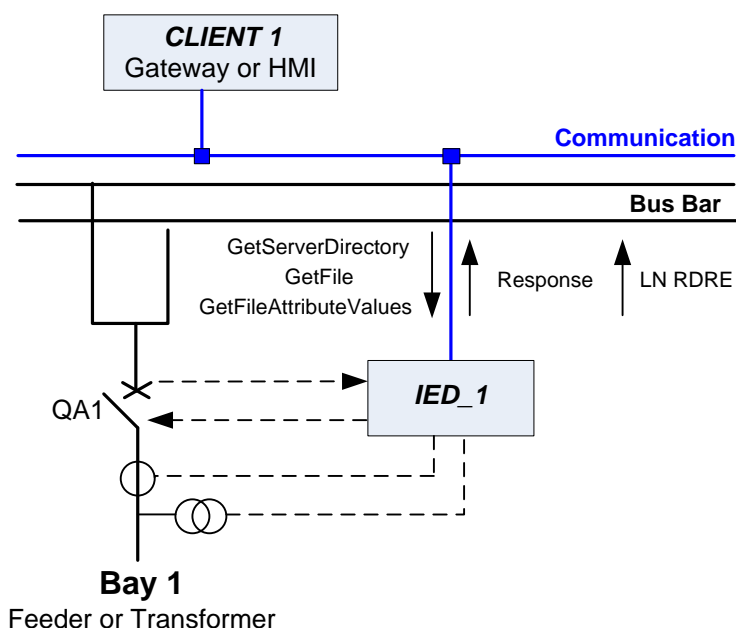 CLIENT 1
Gateway or HMI
Communication
Bus Bar
GetServerDirectory
GetFile
GetFileAttributeValues
Response
LN RDRE
QA1
IED_1
Bay 1
Feeder or Transformer